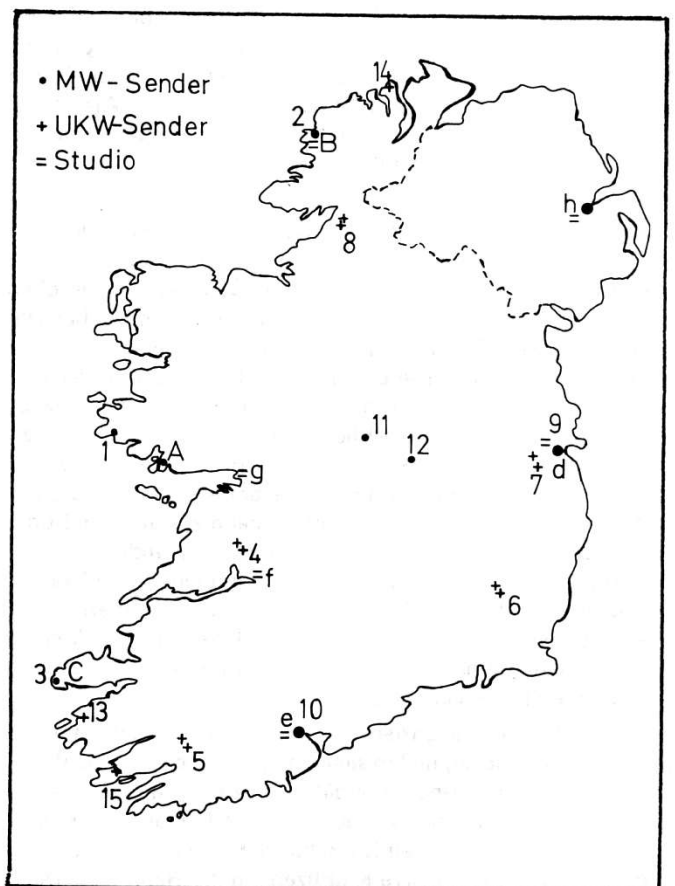 • MW-Sender
+ UKW-Sender
= Studio
14
2
B
h
8
1
A
11
12
9
d
7
g
4
f
6
3 C
13
e 10
5
15